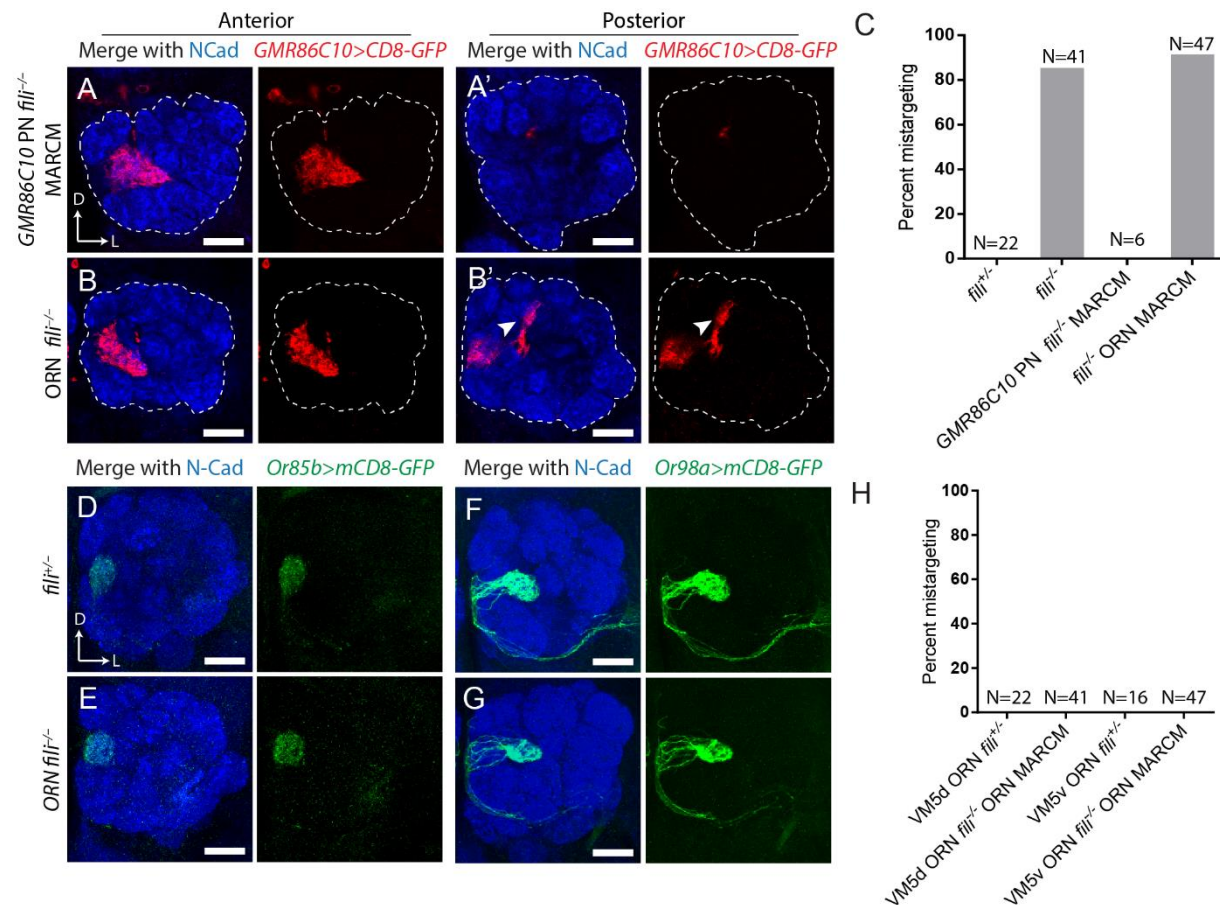 Anterior
Posterior
Merge with NCad
GMR86C10>CD8-GFP
Merge with NCad
GMR86C10>CD8-GFP
GMR86C10 PN fili-/-
MARCM
A
D
L
A'
ORN fili-/-
B
B'
C
Percent mistargeting
100
80
60
40
20
0
N=22
N=41
N=6
N=47
fili+/-
fili-/-
GMR86C10 PN fili-/- MARCM
fili-/- ORN MARCM
Merge with N-Cad
Or85b>mCD8-GFP
Merge with N-Cad
Or98a>mCD8-GFP
fili+/-
D
D
L
F
ORN fili-/-
E
G
H
Percent mistargeting
100
80
60
40
20
0
N=22
N=41
N=16
N=47
VM5d ORN fili+/-
VM5d ORN fili-/- ORN MARCM
VM5v ORN fili+/-
VM5v ORN fili-/- ORN MARCM